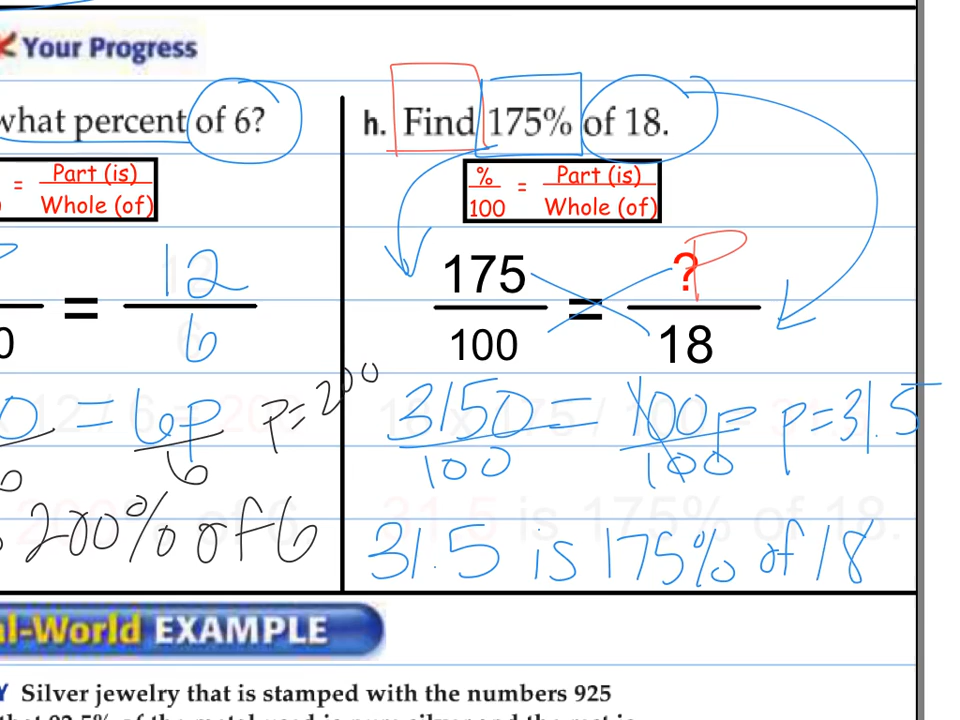 Your Progress
what percent of 6?
= Part (is)
Whole (of)
= 12
6
= 6p p=200
6
200% of 6
h. Find 175% of 18.
% = Part (is)
100 Whole (of)
175 = ? P
100 18
3150 = 100p p=31.5
100 100
31.5 is 175% of 18
al-World EXAMPLE
Y Silver jewelry that is stamped with the numbers 925